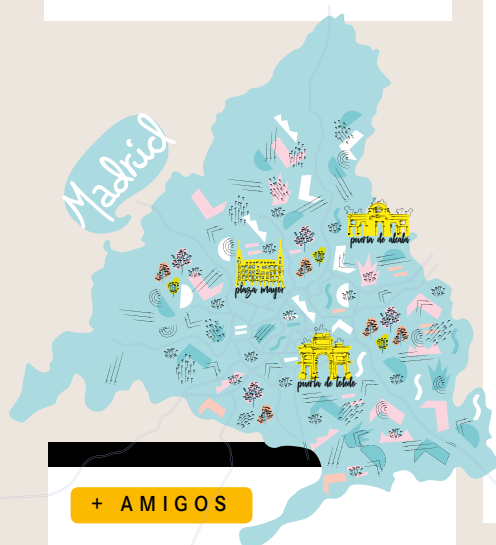 Madrid
puerta de alcalá
plaza mayor
puerta de toledo
+ AMIGOS